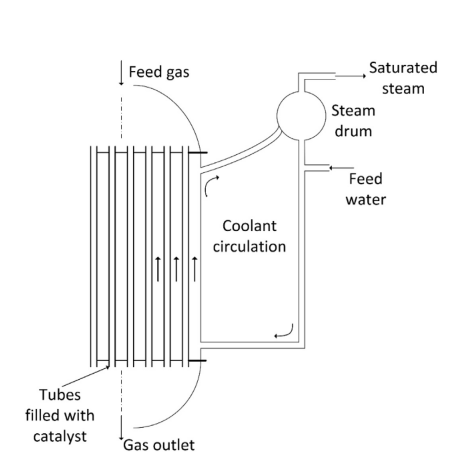 Feed gas
Saturated
steam
Steam
drum
Feed
water
Coolant
circulation
Tubes
filled with
catalyst
Gas outlet